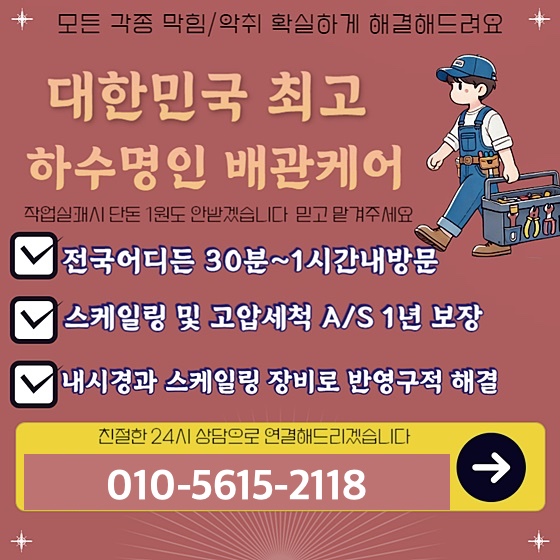 모든 각종 막힘/악취 확실하게 해결해드려요
대한민국 최고
하수명인 배관케어
작업실패시 단돈 1원도 안받겠습니다 믿고 맡겨주세요
전국어디든 30분~1시간내방문
스케일링 및 고압세척 A/S 1년 보장
내시경과 스케일링 장비로 반영구적 해결
친절한 24시 상담으로 연결해드리겠습니다
010-5615-2118